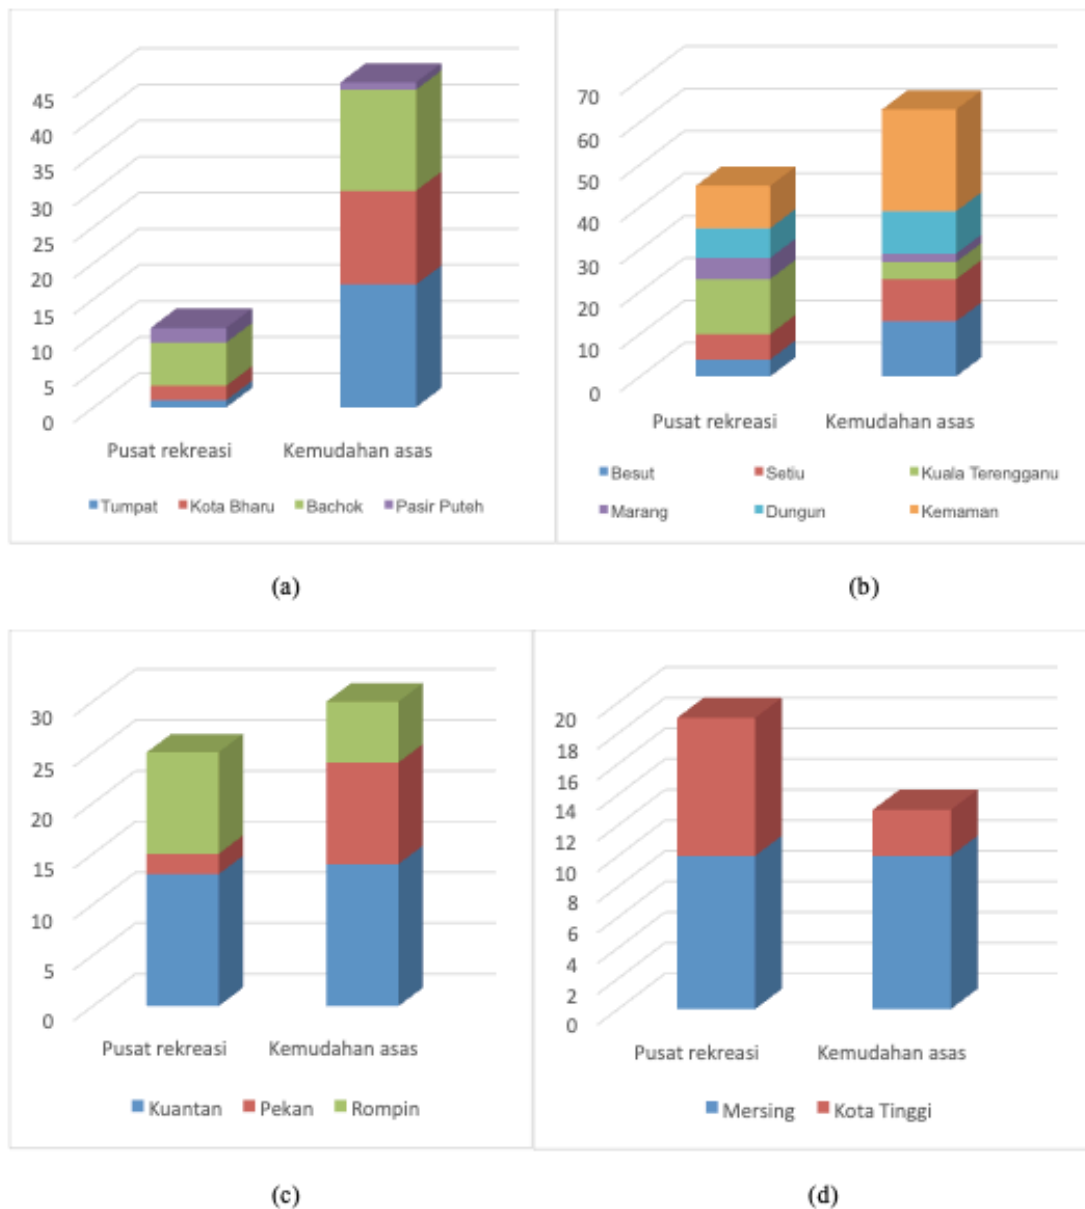 45
40
35
30
25
20
15
10
5
0
Pusat rekreasi Kemudahan asas
Tumpat Kota Bharu Bachok Pasir Puteh
(a)
70
60
50
40
30
20
10
0
Pusat rekreasi Kemudahan asas
Besut Setiu Kuala Terengganu
Marang Dungun Kemaman
(b)
30
25
20
15
10
5
0
Pusat rekreasi Kemudahan asas
Kuantan Pekan Rompin
(c)
20
18
16
14
12
10
8
6
4
2
0
Pusat rekreasi Kemudahan asas
Mersing Kota Tinggi
(d)